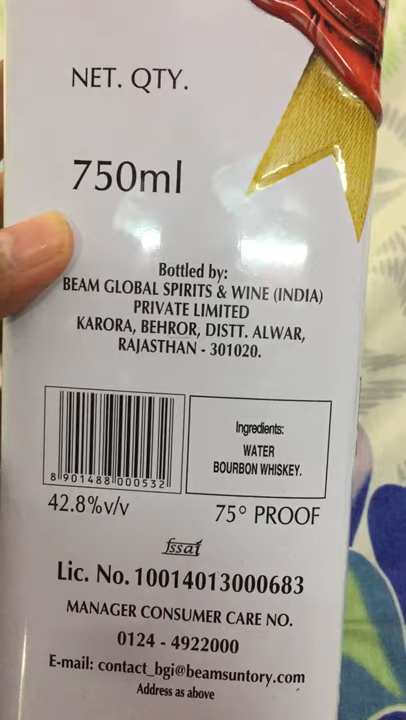 NET. QTY.
750ml
Bottled by:
BEAM GLOBAL SPIRITS & WINE (INDIA)
PRIVATE LIMITED
KARORA, BEHROR, DISTT. ALWAR,
RAJASTHAN - 301020.
Ingredients:
WATER
BOURBON WHISKEY.
8 901488 000532
42.8%v/v
75° PROOF
fssai
Lic. No. 10014013000683
MANAGER CONSUMER CARE NO.
0124 - 4922000
E-mail: contact_bgi@beamsuntory.com
Address as above